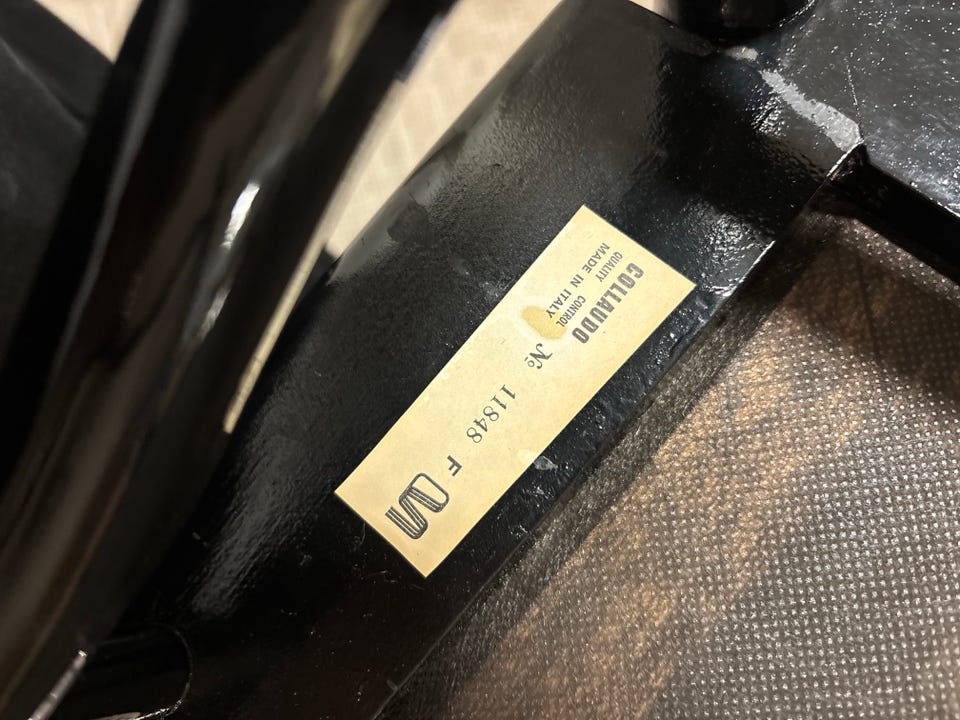 COLLAUDO
QUALITY CONTROL
MADE IN ITALY
№ 11848 F